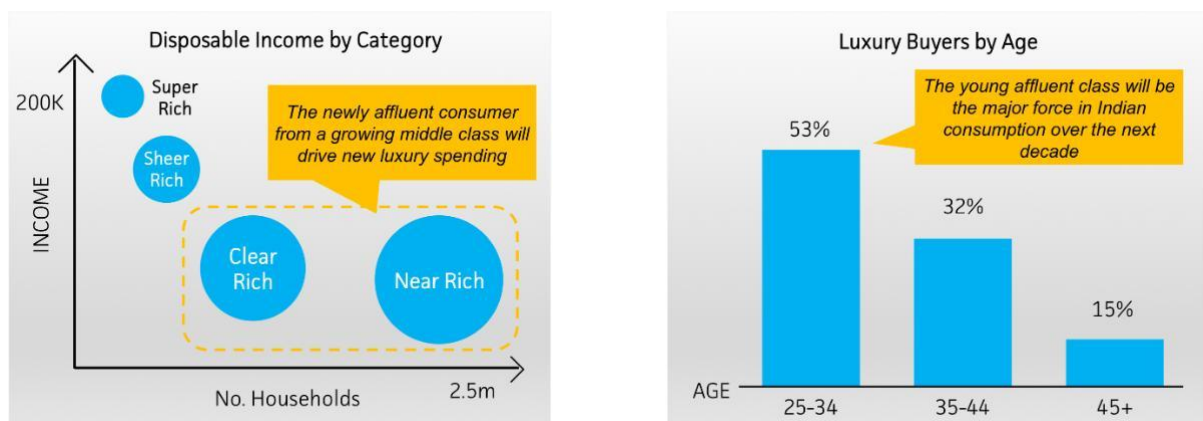 Disposable Income by Category
200K
Super
Rich
The newly affluent consumer
from a growing middle class will
drive new luxury spending
Sheer
Rich
INCOME
Clear
Rich
Near Rich
No. Households
2.5m
Luxury Buyers by Age
The young affluent class will be
the major force in Indian
consumption over the next
decade
53%
32%
15%
AGE
25-34
35-44
45+